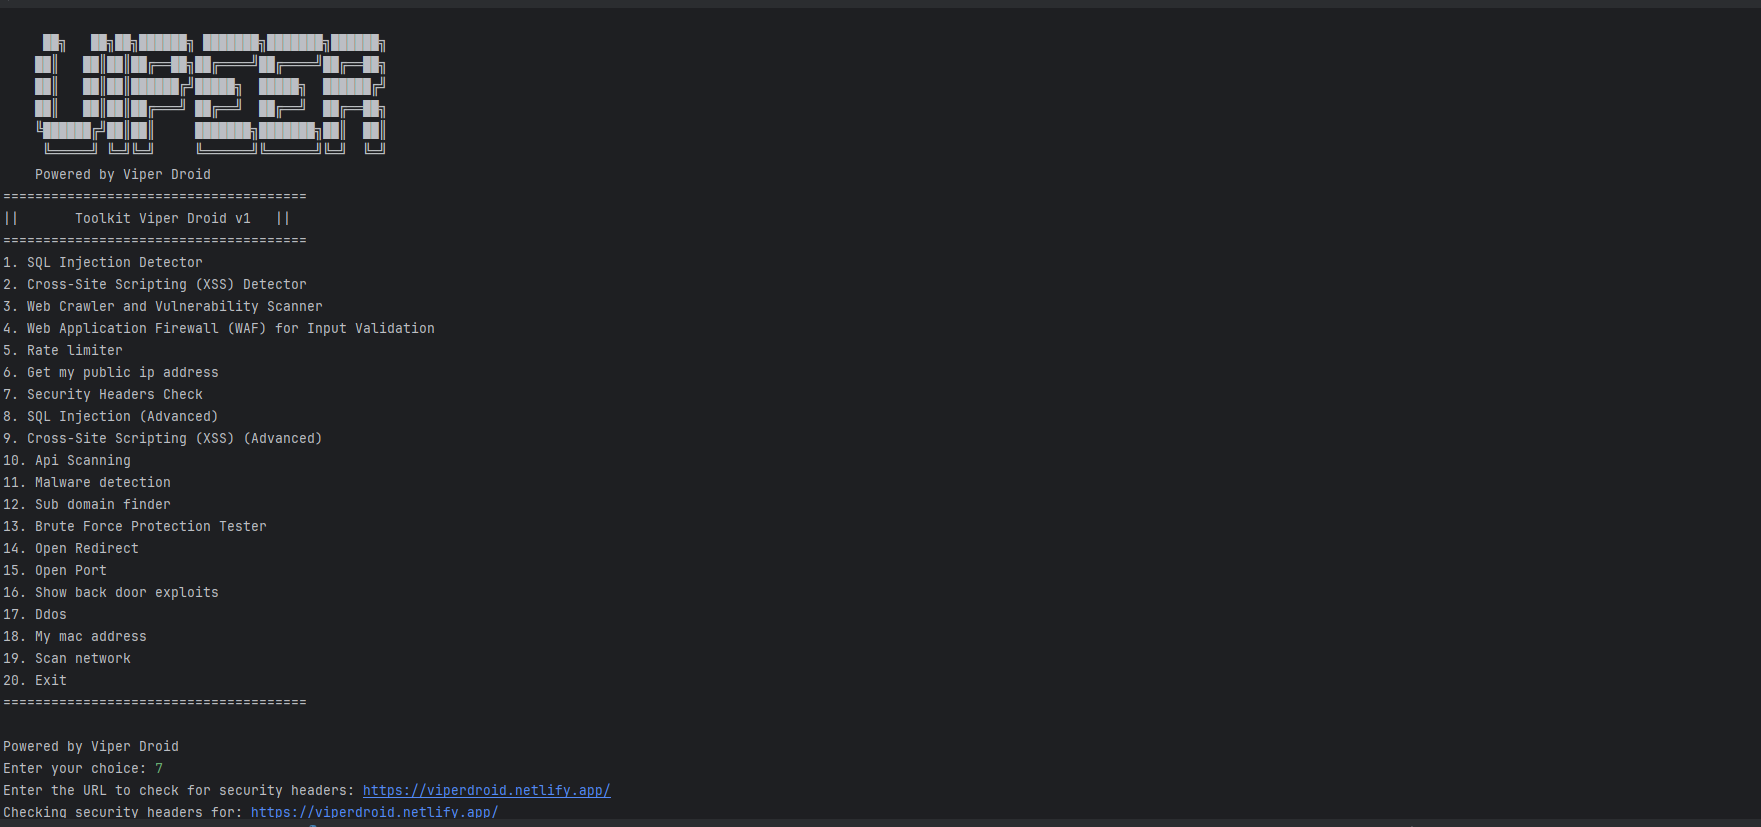 Powered by Viper Droid
======================================
||       Toolkit Viper Droid v1   ||
======================================
1. SQL Injection Detector
2. Cross-Site Scripting (XSS) Detector
3. Web Crawler and Vulnerability Scanner
4. Web Application Firewall (WAF) for Input Validation
5. Rate limiter
6. Get my public ip address
7. Security Headers Check
8. SQL Injection (Advanced)
9. Cross-Site Scripting (XSS) (Advanced)
10. Api Scanning
11. Malware detection
12. Sub domain finder
13. Brute Force Protection Tester
14. Open Redirect
15. Open Port
16. Show back door exploits
17. Ddos
18. My mac address
19. Scan network
20. Exit
======================================
Powered by Viper Droid
Enter your choice: 7
Enter the URL to check for security headers: https://viperdroid.netlify.app/
Checking security headers for: https://viperdroid.netlify.app/